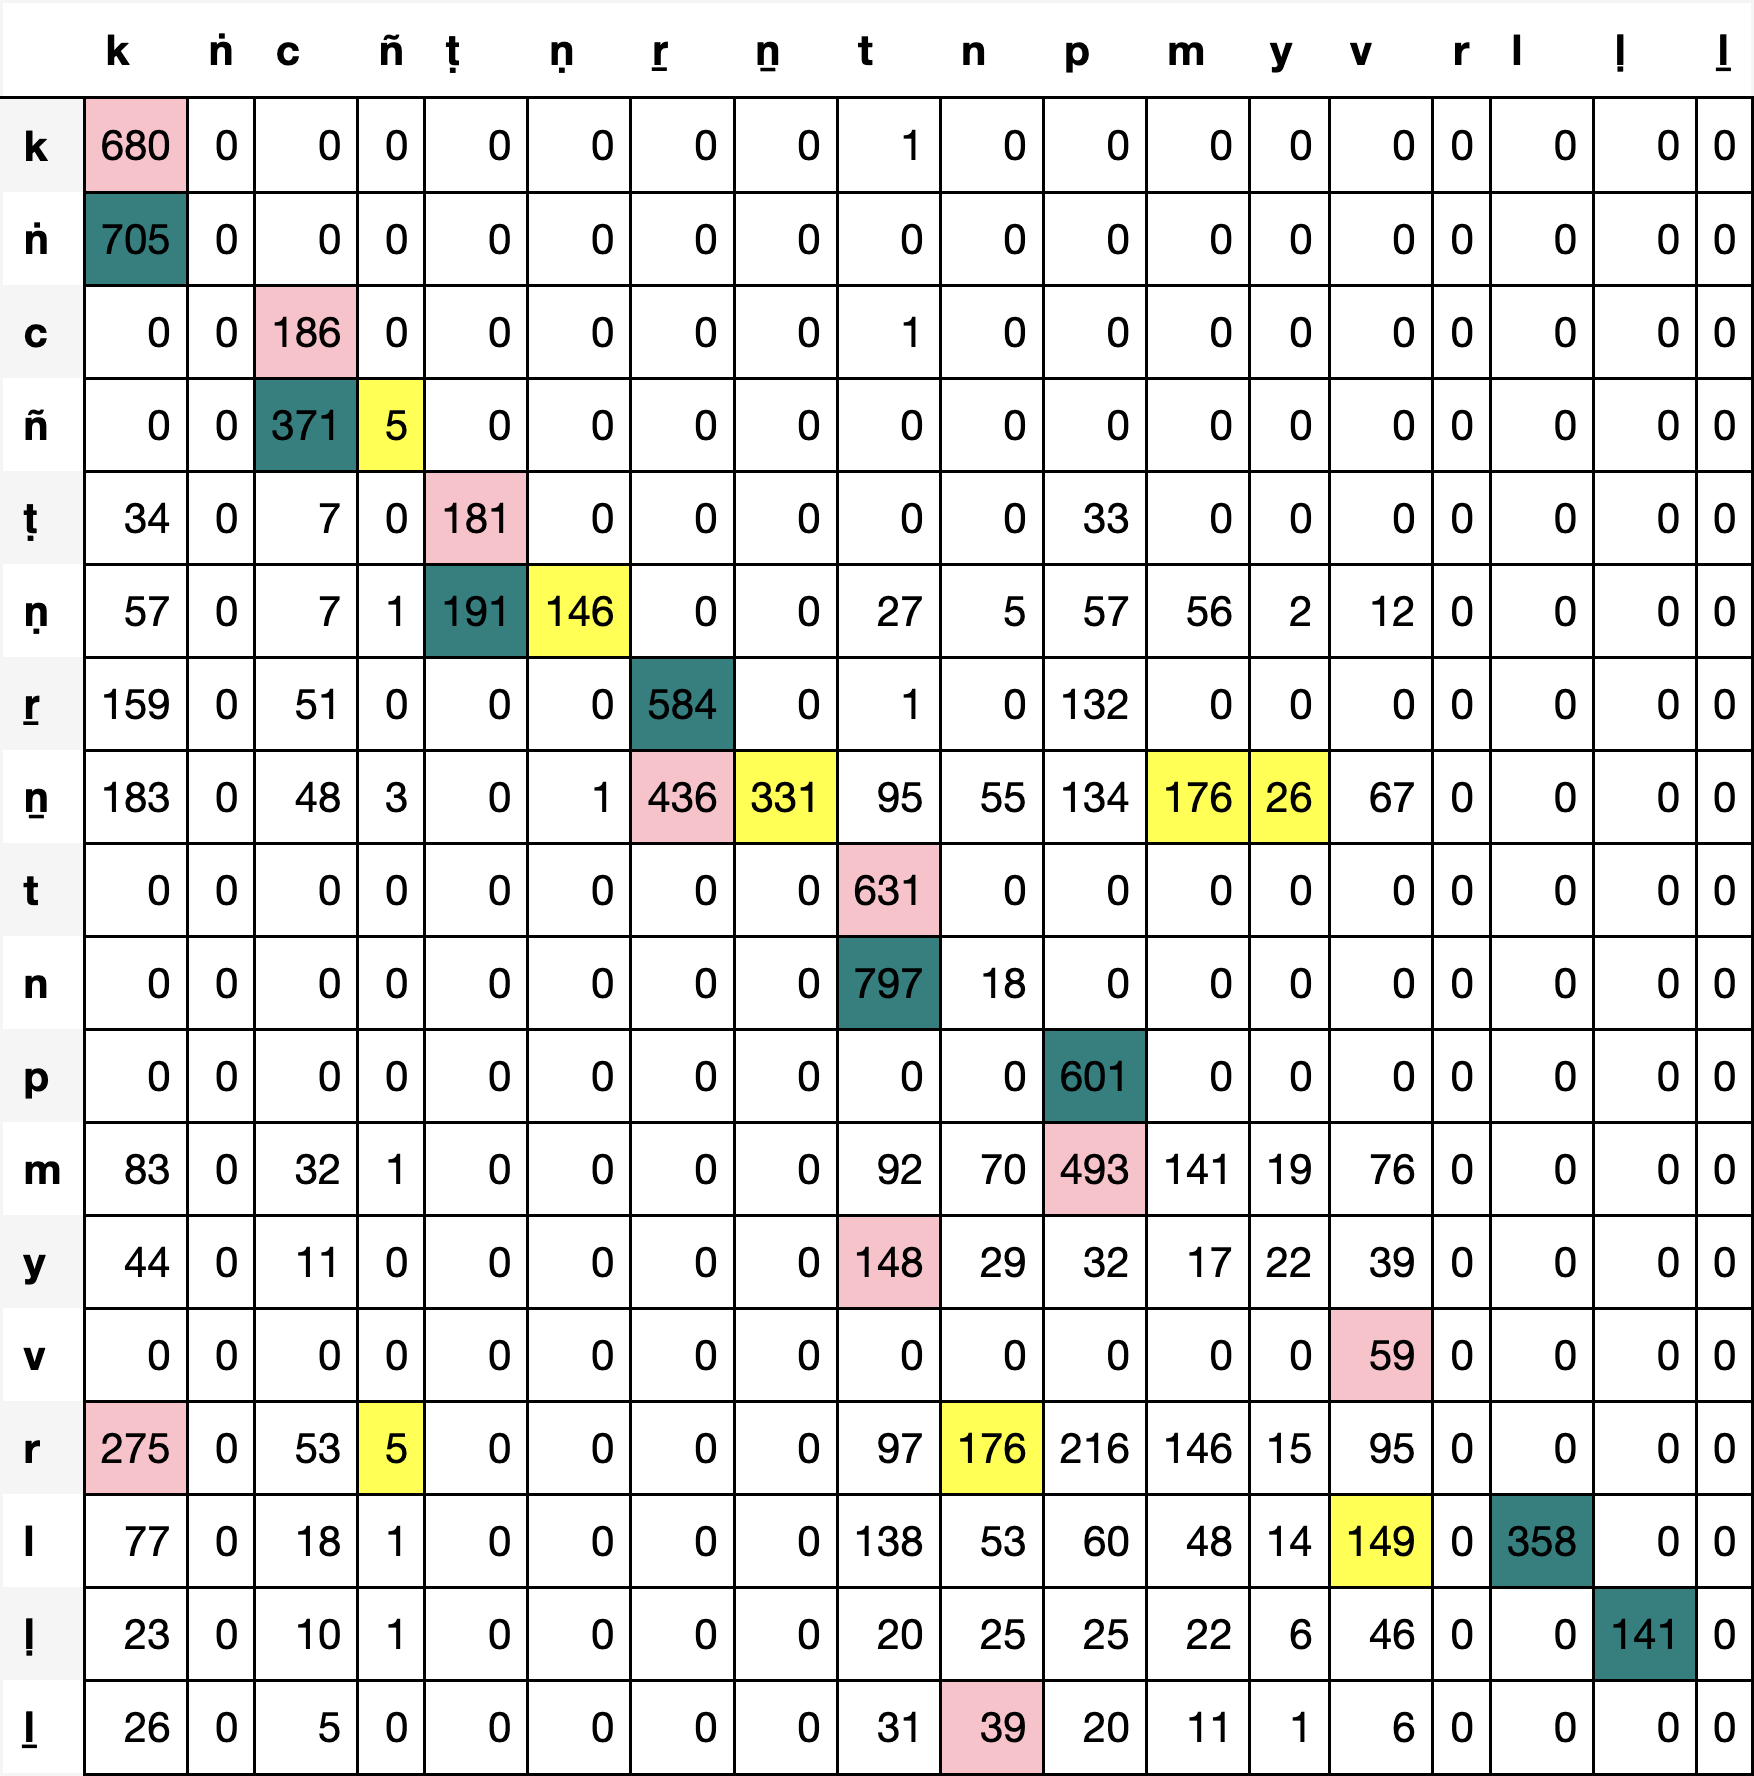 k ṅ c ñ ṭ ṇ ṟ ṉ t n p m y v r l ḷ ḻ
k 680 0 0 0 0 0 0 0 1 0 0 0 0 0 0 0 0 0
ṅ 705 0 0 0 0 0 0 0 0 0 0 0 0 0 0 0 0 0
c 0 0 186 0 0 0 0 0 1 0 0 0 0 0 0 0 0 0
ñ 0 0 371 5 0 0 0 0 0 0 0 0 0 0 0 0 0 0
ṭ 34 0 7 0 181 0 0 0 0 0 33 0 0 0 0 0 0 0
ṇ 57 0 7 1 191 146 0 0 27 5 57 56 2 12 0 0 0 0
ṟ 159 0 51 0 0 0 584 0 1 0 132 0 0 0 0 0 0 0
ṉ 183 0 48 3 0 1 436 331 95 55 134 176 26 67 0 0 0 0
t 0 0 0 0 0 0 0 0 631 0 0 0 0 0 0 0 0 0
n 0 0 0 0 0 0 0 0 797 18 0 0 0 0 0 0 0 0
p 0 0 0 0 0 0 0 0 0 0 601 0 0 0 0 0 0 0
m 83 0 32 1 0 0 0 0 92 70 493 141 19 76 0 0 0 0
y 44 0 11 0 0 0 0 0 148 29 32 17 22 39 0 0 0 0
v 0 0 0 0 0 0 0 0 0 0 0 0 0 59 0 0 0 0
r 275 0 53 5 0 0 0 0 97 176 216 146 15 95 0 0 0 0
l 77 0 18 1 0 0 0 0 138 53 60 48 14 149 0 358 0 0
ḷ 23 0 10 1 0 0 0 0 20 25 25 22 6 46 0 0 141 0
ḻ 26 0 5 0 0 0 0 0 31 39 20 11 1 6 0 0 0 0